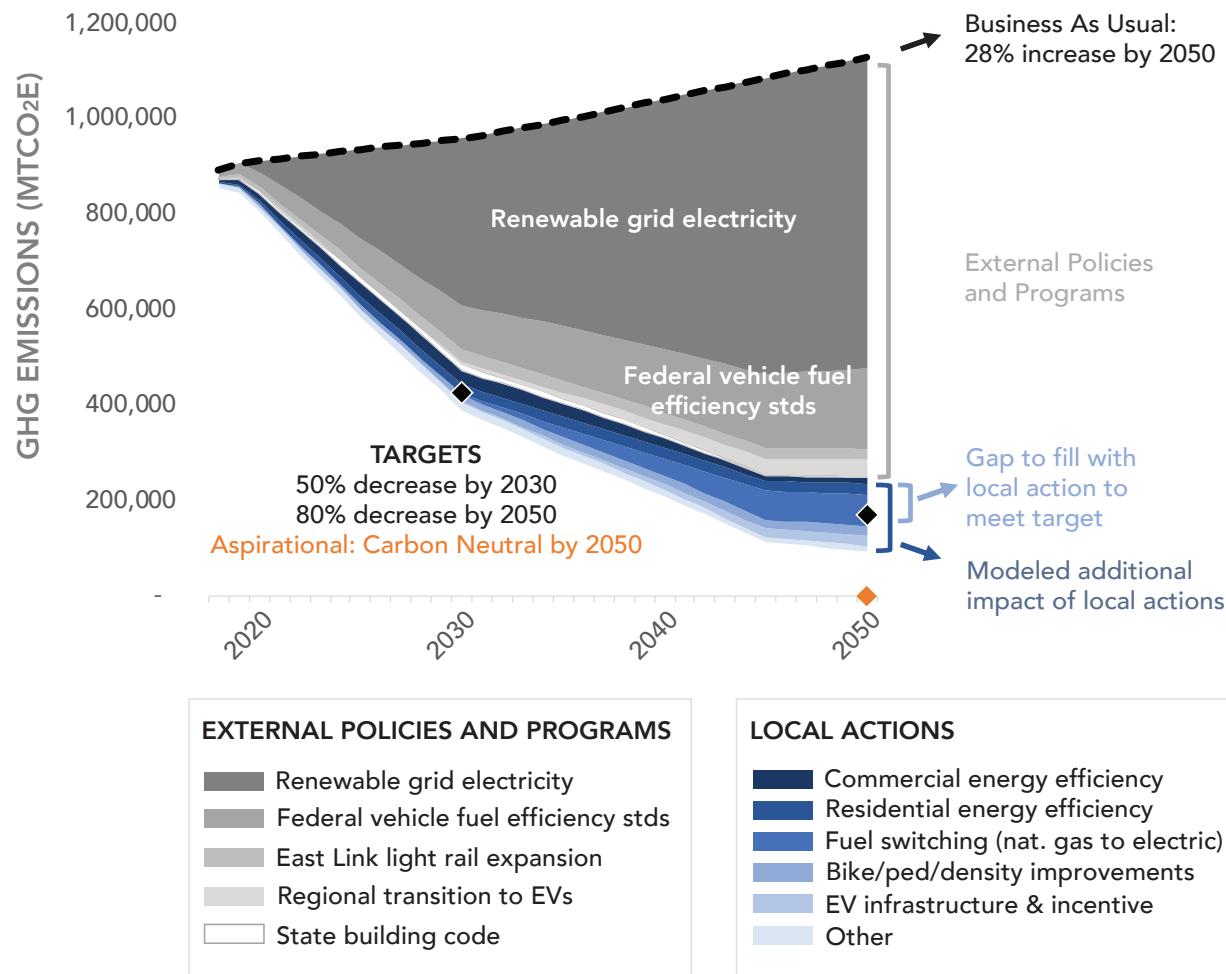 1,200,000
1,000,000
800,000
600,000
400,000
200,000
-
GHG EMISSIONS (MTCO2E)
Business As Usual:
28% increase by 2050
Renewable grid electricity
External Policies
and Programs
Federal vehicle fuel
efficiency stds
TARGETS
50% decrease by 2030
80% decrease by 2050
Aspirational: Carbon Neutral by 2050
Gap to fill with
local action to
meet target
Modeled additional
impact of local actions
2020
2030
2040
2050
EXTERNAL POLICIES AND PROGRAMS
Renewable grid electricity
Federal vehicle fuel efficiency stds
East Link light rail expansion
Regional transition to EVs
State building code
LOCAL ACTIONS
Commercial energy efficiency
Residential energy efficiency
Fuel switching (nat. gas to electric)
Bike/ped/density improvements
EV infrastructure & incentive
Other